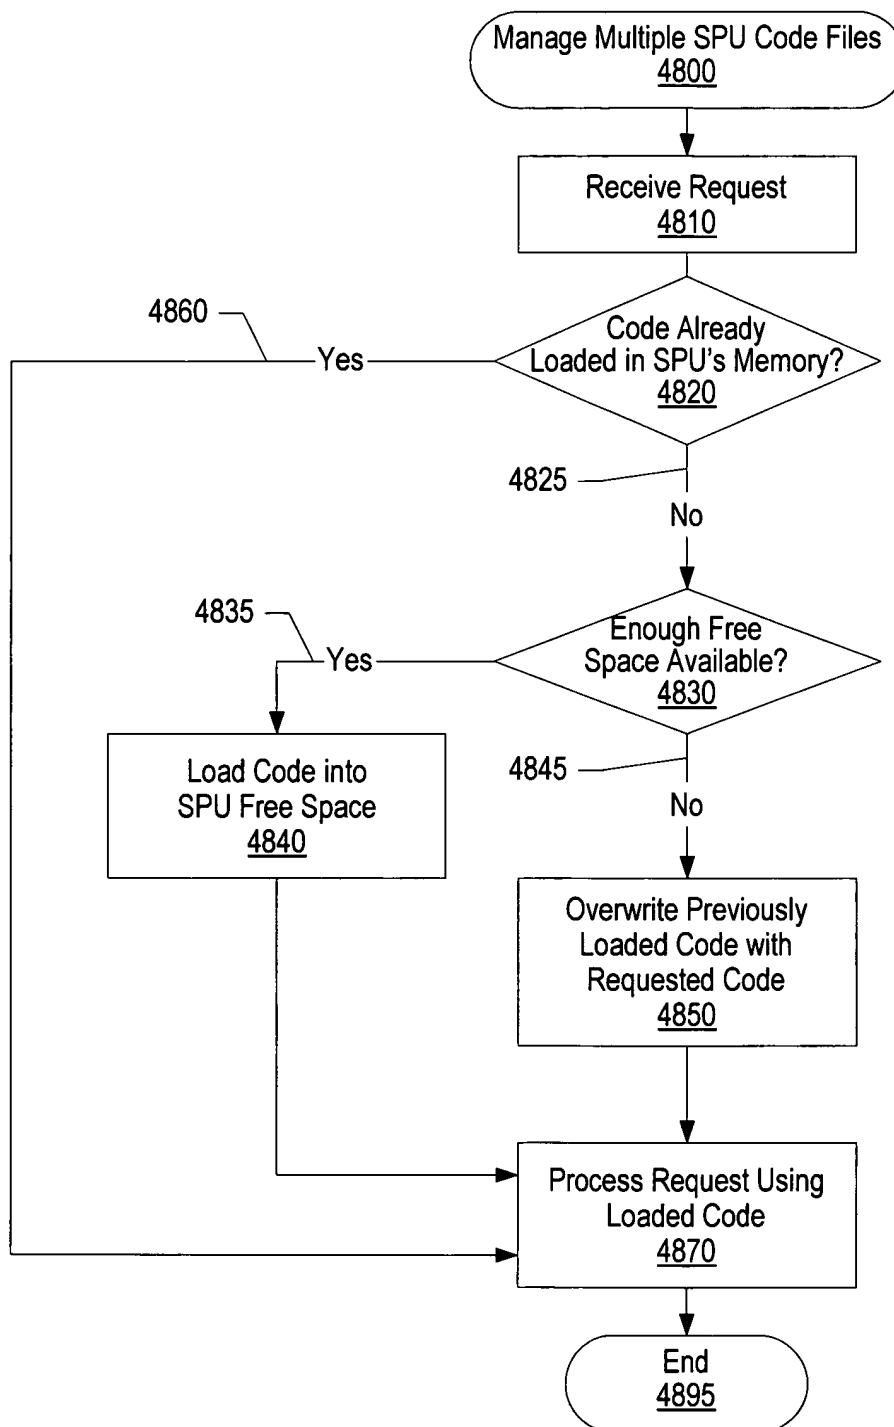 Manage Multiple SPU Code Files
4800
Receive Request
4810
4860
Yes
Code Already
Loaded in SPU's Memory?
4820
4825
No
4835
Yes
Enough Free
Space Available?
4830
Load Code into
SPU Free Space
4840
4845
No
Overwrite Previously
Loaded Code with
Requested Code
4850
Process Request Using
Loaded Code
4870
End
4895